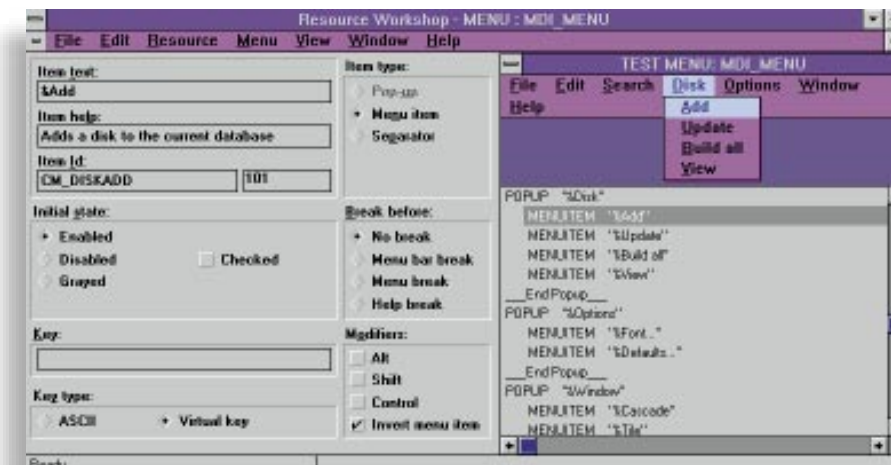 Resource Workshop - MENU : MDI_MENU
File Edit Resource Menu View Window Help
Item text:
&Add
Item help:
Adds a disk to the current database
Item Id:
CM_DISKADD 101
Initial state:
Enabled
Disabled
Grayed
Checked
Key:
Key type:
ASCII Virtual key
Item type:
Pop-up
Menu item
Separator
Break before:
No break
Menu bar break
Menu break
Help break
Modifiers:
Alt
Shift
Control
Invert menu item
TEST MENU: MDI_MENU
File Edit Search Disk Options Window
Help
Add
Update
Build all
View
POPUP "&Disk"
MENUITEM "&Add"
MENUITEM "&Update"
MENUITEM "&Build all"
MENUITEM "&View"
__EndPopup__
POPUP "&Options"
MENUITEM "&Font..."
MENUITEM "&Defaults..."
__EndPopup__
POPUP "&Window"
MENUITEM "&Cascade"
MENUITEM "&Tile"
Ready